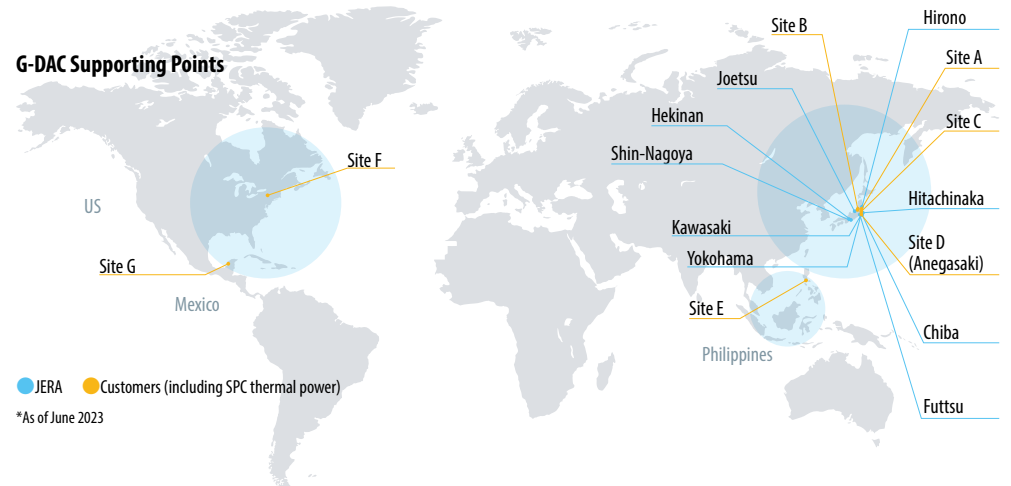 G-DAC Supporting Points
Site B
Hirono
Site A
Joetsu
Hekinan
Site C
Shin-Nagoya
Site F
US
Hitachinaka
Kawasaki
Site D
(Anegasaki)
Yokohama
Site G
Mexico
Site E
Chiba
Philippines
JERA
Customers (including SPC thermal power)
Futtsu
*As of June 2023